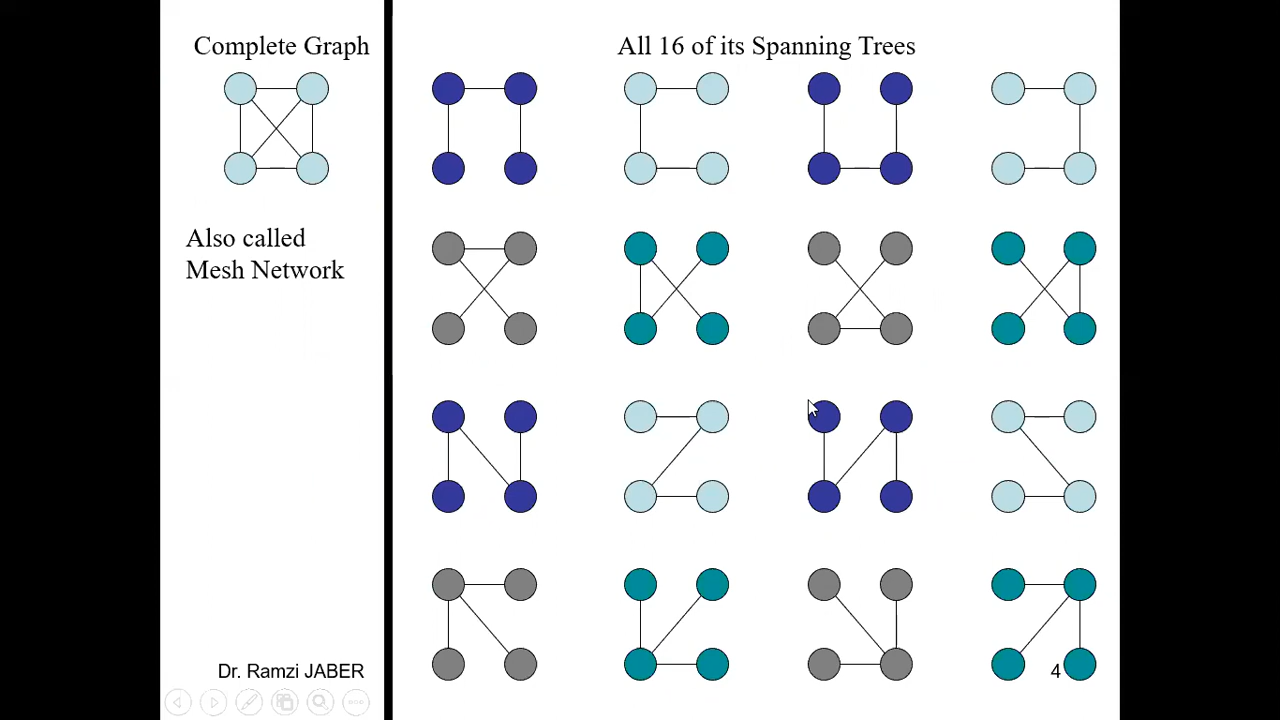 Complete Graph
All 16 of its Spanning Trees
Also called
Mesh Network
Dr. Ramzi JABER
4